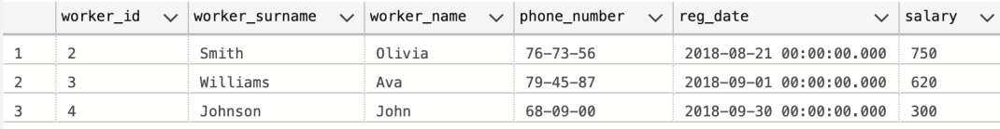 worker_id worker_surname worker_name phone_number reg_date salary
1 2 Smith Olivia 76-73-56 2018-08-21 00:00:00.000 750
2 3 Williams Ava 79-45-87 2018-09-01 00:00:00.000 620
3 4 Johnson John 68-09-00 2018-09-30 00:00:00.000 300